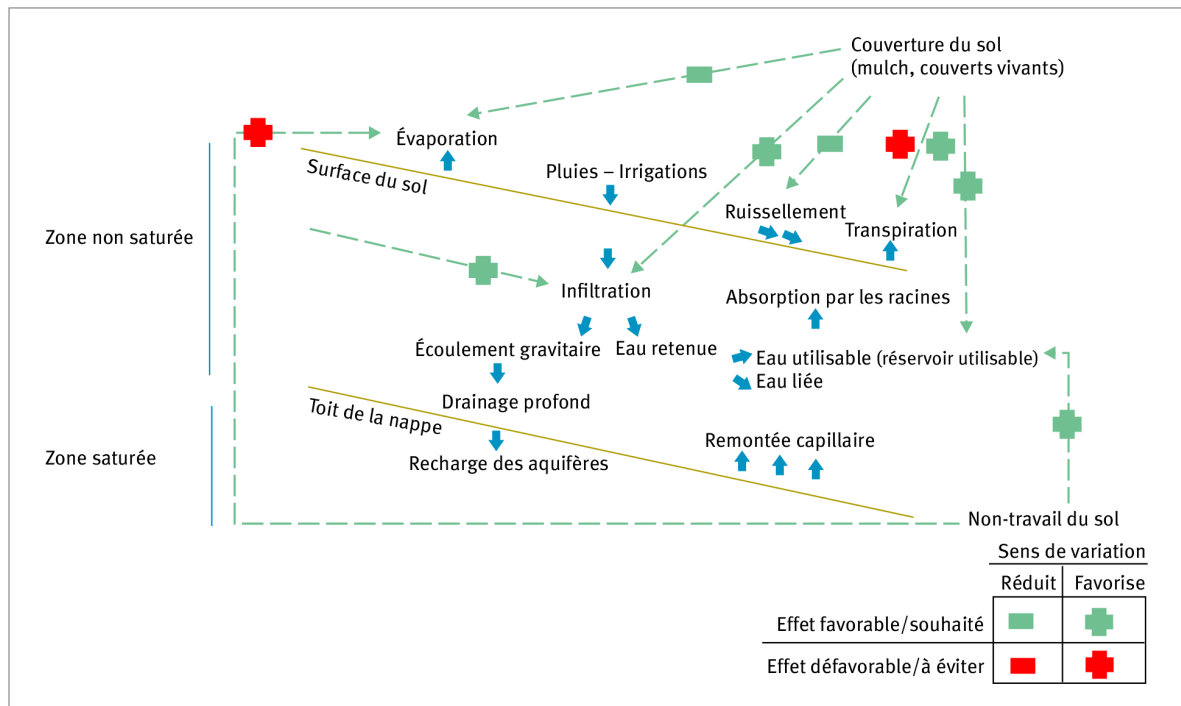 Couverture du sol
(mulch, couverts vivants)
Évaporation
Surface du sol
Pluies – Irrigations
Ruissellement
Transpiration
Zone non saturée
Infiltration
Absorption par les racines
Écoulement gravitaire
Eau retenue
Eau utilisable (réservoir utilisable)
Eau liée
Drainage profond
Toit de la nappe
Remontée capillaire
Zone saturée
Recharge des aquifères
Non-travail du sol
Sens de variation
Réduit
Favorise
Effet favorable/souhaité
Effet défavorable/à éviter